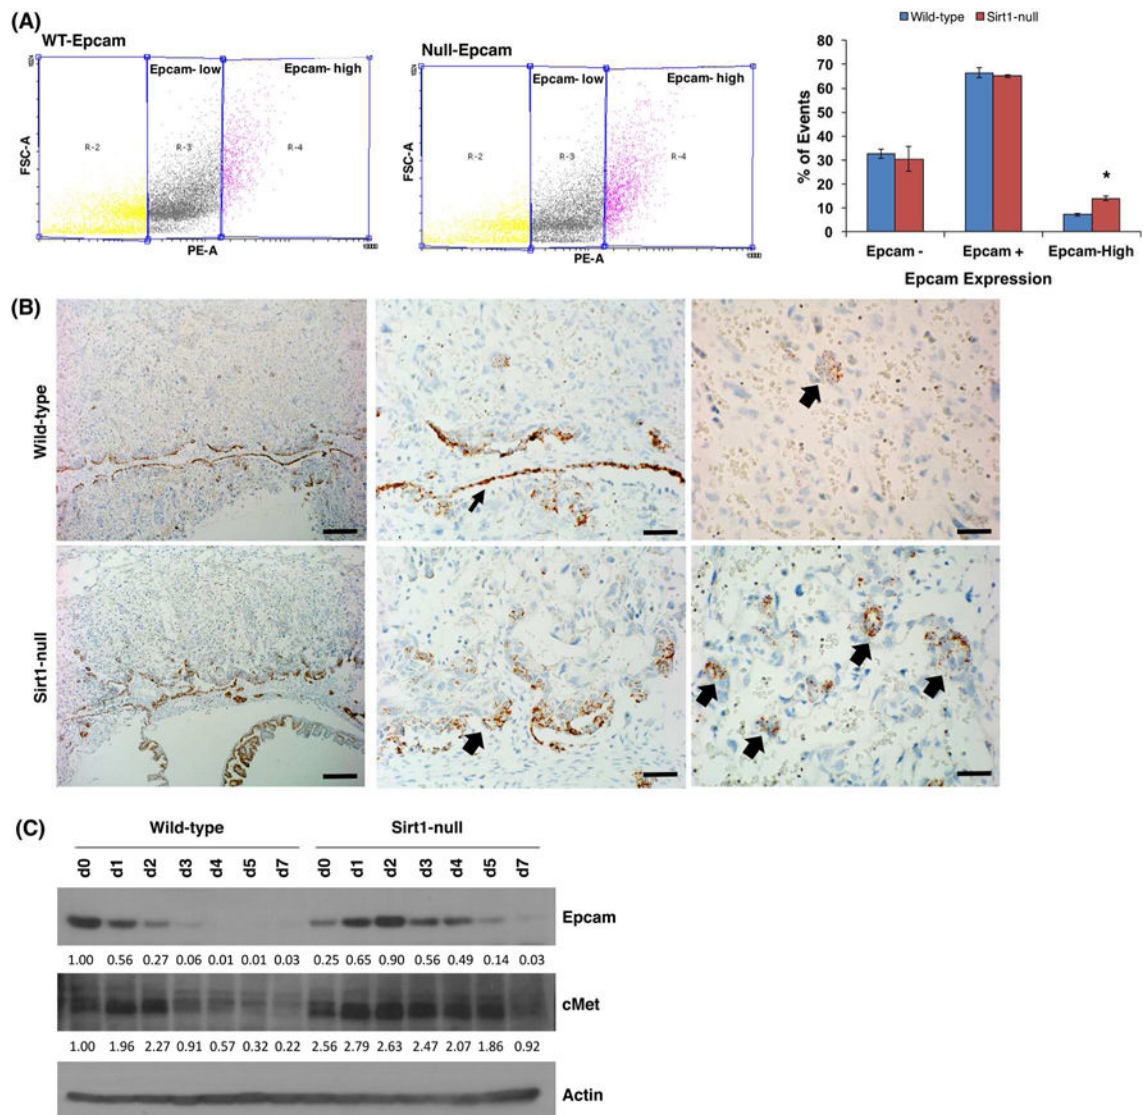 (A)
WT-Epcam
Epcam- low
Epcam- high
R-2
R-3
R-4
FSC-A
1024
PE-A
10000
Null-Epcam
Epcam- low
Epcam- high
R-2
R-3
R-4
FSC-A
1024
PE-A
10000
Wild-type Sirt1-null
% of Events
80
70
60
50
40
30
20
10
0
*
Epcam - Epcam + Epcam-High
Epcam Expression
(B)
Wild-type
Sirt1-null
(C)
Wild-type Sirt1-null
d0 d1 d2 d3 d4 d5 d7 d0 d1 d2 d3 d4 d5 d7
Epcam
1.00 0.56 0.27 0.06 0.01 0.01 0.03 0.25 0.65 0.90 0.56 0.49 0.14 0.03
cMet
1.00 1.96 2.27 0.91 0.57 0.32 0.22 2.56 2.79 2.63 2.47 2.07 1.86 0.92
Actin